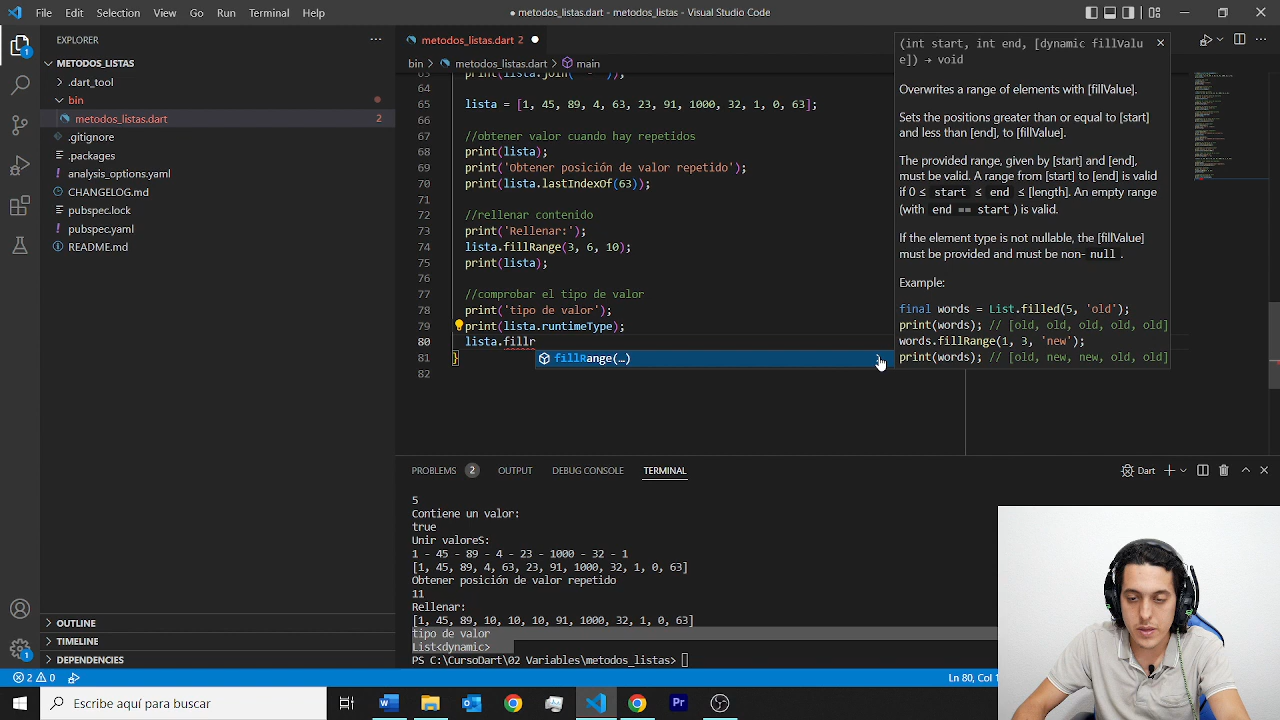 File Edit Selection View Go Run Terminal Help
● metodos_listas.dart - metodos_listas - Visual Studio Code
EXPLORER
METODOS_LISTAS
.dart_tool
bin
metodos_listas.dart 2
.gitignore
.packages
analysis_options.yaml
CHANGELOG.md
pubspec.lock
pubspec.yaml
README.md
OUTLINE
TIMELINE
DEPENDENCIES
metodos_listas.dart 2 ●
bin > metodos_listas.dart > main
63 print(lista.join(' - '));
64
65 lista = [1, 45, 89, 4, 63, 23, 91, 1000, 32, 1, 0, 63];
66
67 //obtener valor cuando hay repetidos
68 print(lista);
69 print('Obtener posición de valor repetido');
70 print(lista.lastIndexOf(63));
71
72 //rellenar contenido
73 print('Rellenar:');
74 lista.fillRange(3, 6, 10);
75 print(lista);
76
77 //comprobar el tipo de valor
78 print('tipo de valor');
79 print(lista.runtimeType);
80 lista.fillr
81 }
82
fillRange(…)
(int start, int end, [dynamic fillValu
e]) → void
Overwrites a range of elements with [fillValue].
Sets the positions greater than or equal to [start]
and less than [end], to [fillValue].
The provided range, given by [start] and [end],
must be valid. A range from [start] to [end] is valid
if 0 ≤ start ≤ end ≤ [length]. An empty range
(with end == start ) is valid.
If the element type is not nullable, the [fillValue]
must be provided and must be non- null .
Example:
final words = List.filled(5, 'old');
print(words); // [old, old, old, old, old]
words.fillRange(1, 3, 'new');
print(words); // [old, new, new, old, old]
PROBLEMS 2 OUTPUT DEBUG CONSOLE TERMINAL
Dart
5
Contiene un valor:
true
Unir valoreS:
1 - 45 - 89 - 4 - 23 - 1000 - 32 - 1
[1, 45, 89, 4, 63, 23, 91, 1000, 32, 1, 0, 63]
Obtener posición de valor repetido
11
Rellenar:
[1, 45, 89, 10, 10, 10, 91, 1000, 32, 1, 0, 63]
tipo de valor
List<dynamic>
PS C:\CursoDart\02 Variables\metodos_listas>
1
1
2 0
Ln 80, Col 1
Escribe aquí para buscar